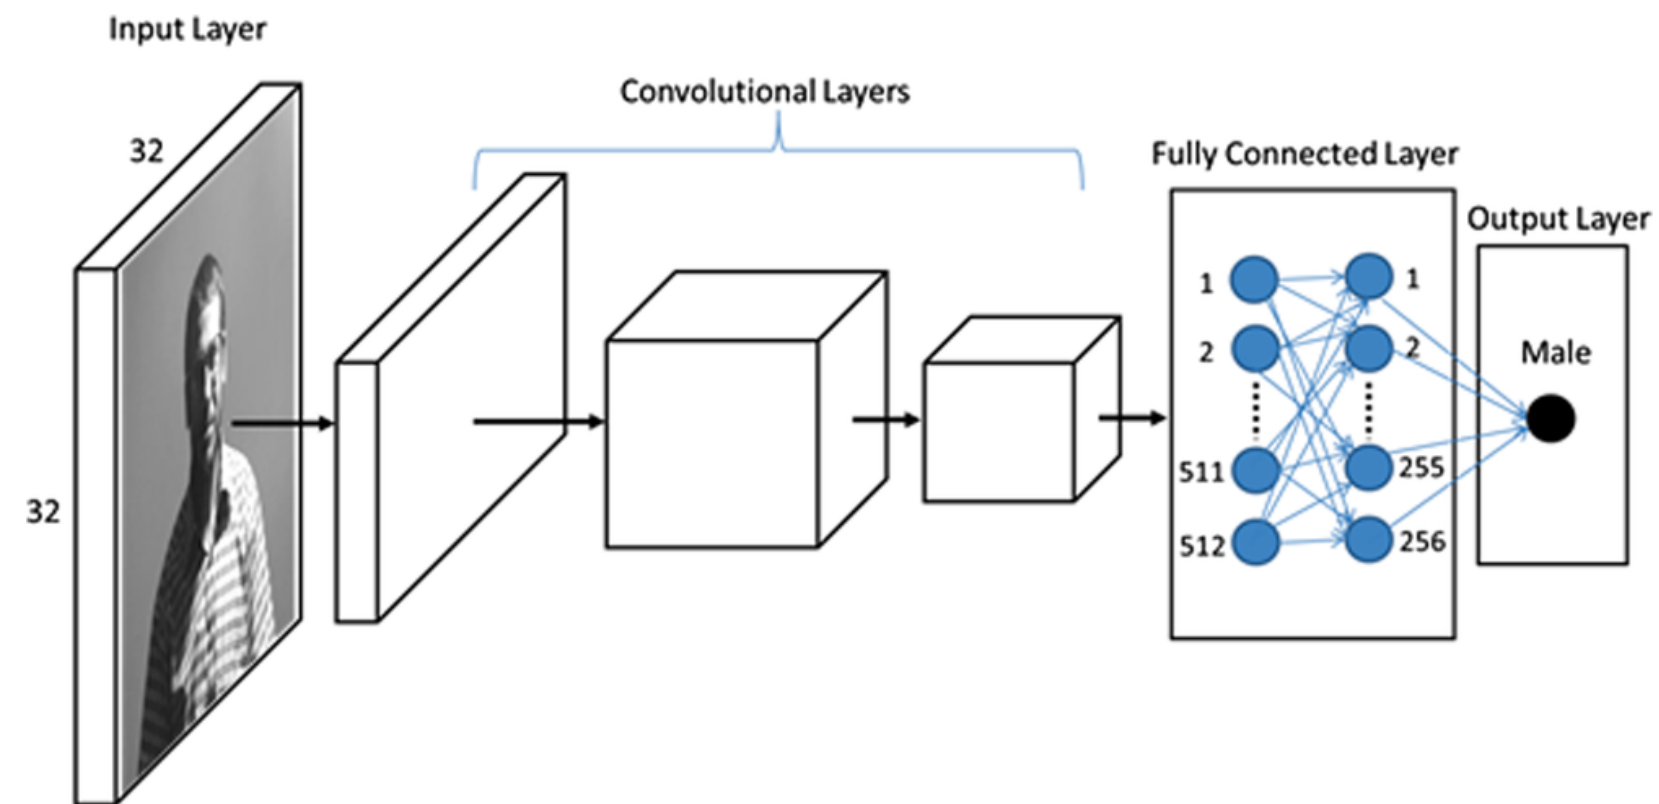 Input Layer
32
32
Convolutional Layers
Fully Connected Layer
1
2
511
512
1
2
255
256
Output Layer
Male